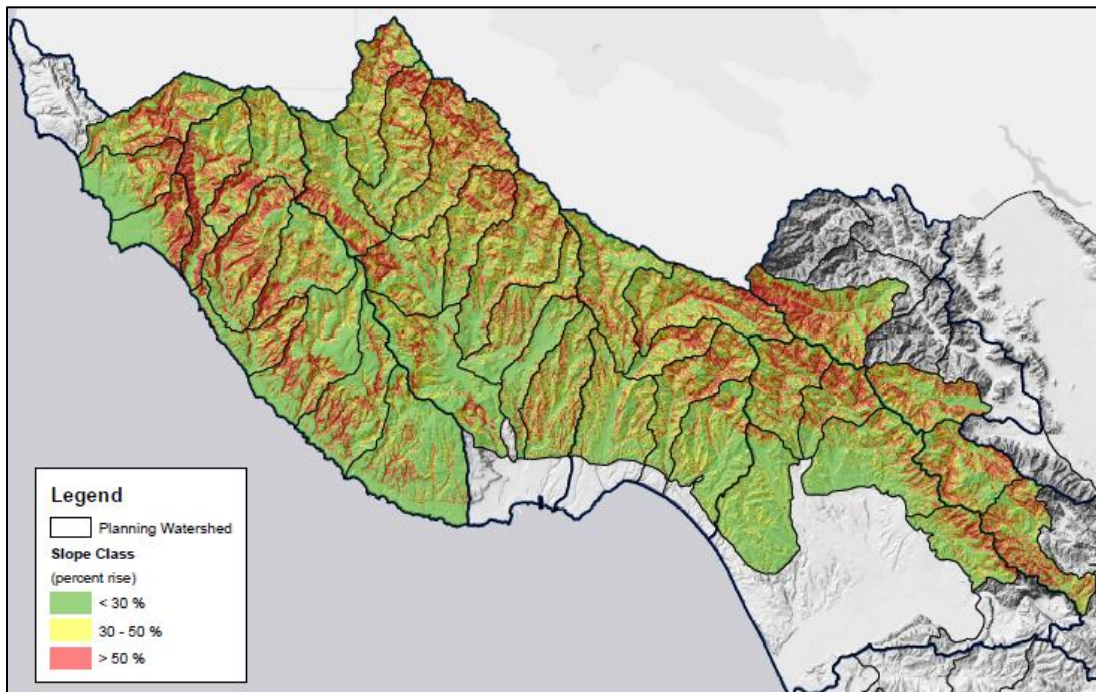 Legend
Planning Watershed
Slope Class
(percent rise)
< 30 %
30 - 50 %
> 50 %